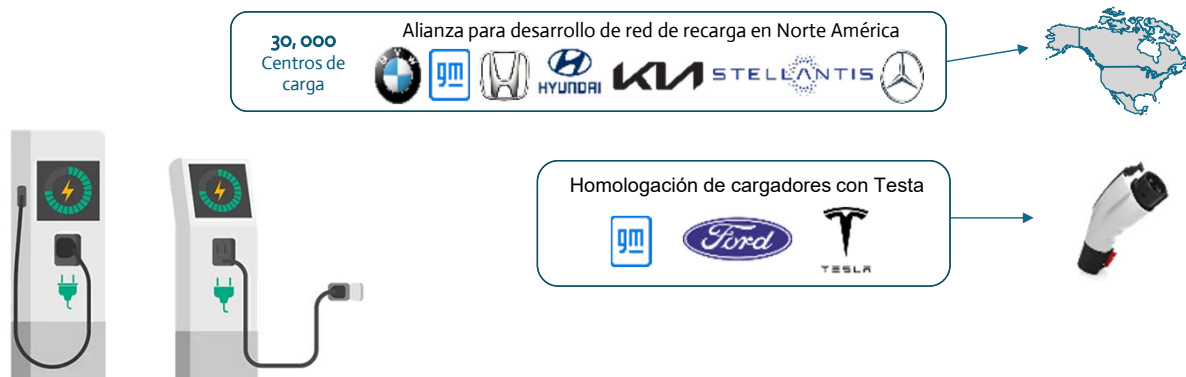 Alianza para desarrollo de red de recarga en Norte América
30, 000
Centros de
carga
BMW
gm
HYUNDAI
KIA
STELLANTIS
Homologación de cargadores con Testa
gm
Ford
TESLA